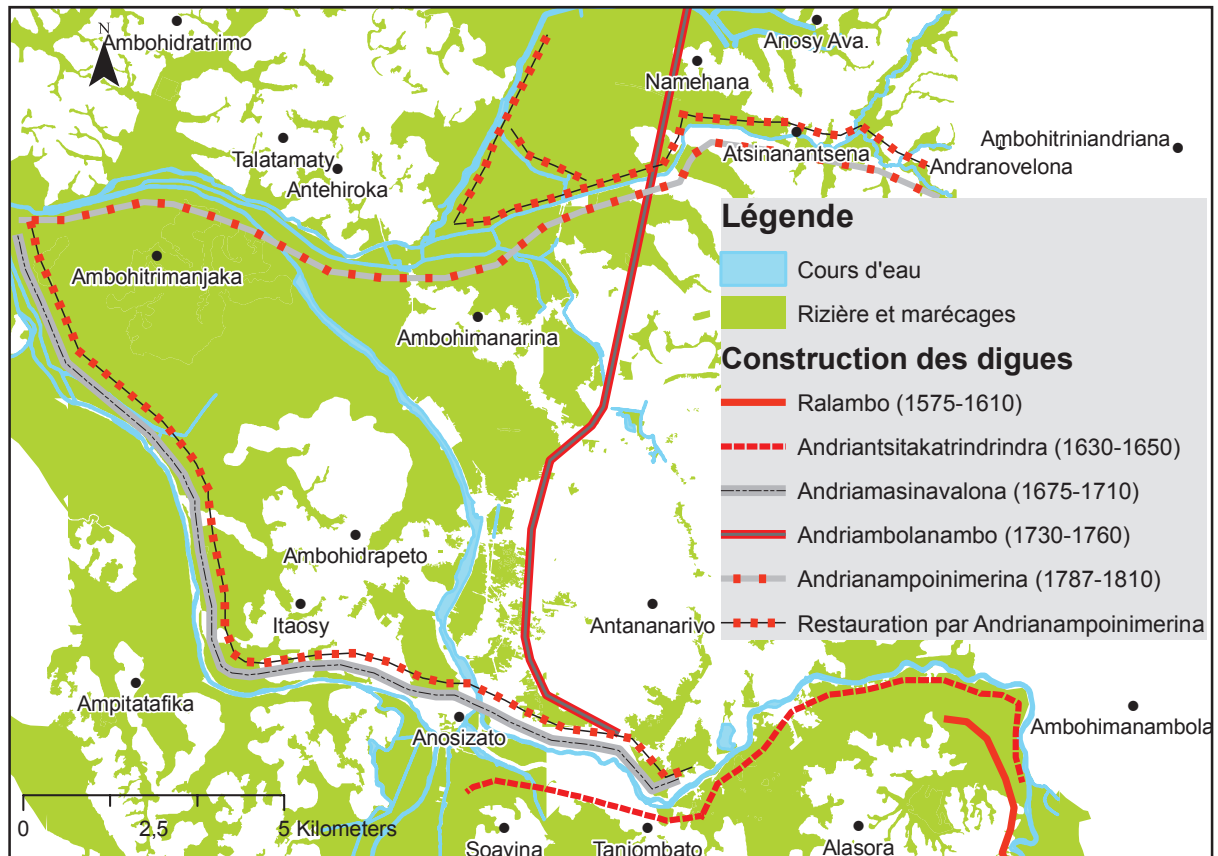 N
Ambohidratrimo
Anosy Ava.
Namehana
Talatamaty
Antehiroka
Atsinanantsena
Ambohitriniandriana
Andranovelona
Ambohitrimanjaka
Ambohimanarina
Ambohidrapeto
Itaosy
Antananarivo
Ampitatafika
Anosizato
Ambohimanambola
Soavina
Tanjombato
Alasora
0 2,5 5 Kilometers
Légende
Cours d'eau
Rizière et marécages
Construction des digues
Ralambo (1575-1610)
Andriantsitakatrindrindra (1630-1650)
Andriamasinavalona (1675-1710)
Andriambolanambo (1730-1760)
Andrianampoinimerina (1787-1810)
Restauration par Andrianampoinimerina